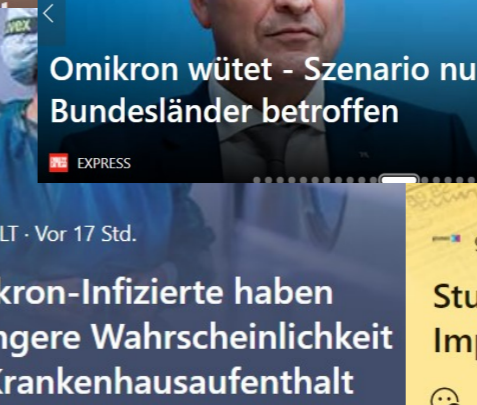 Omikron wütet - Szenario nu
Bundesländer betroffen
EXPRESS
LT · Vor 17 Std.
kron-Infizierte haben
ngere Wahrscheinlichkeit
Krankenhausaufenthalt
Stu
Imp